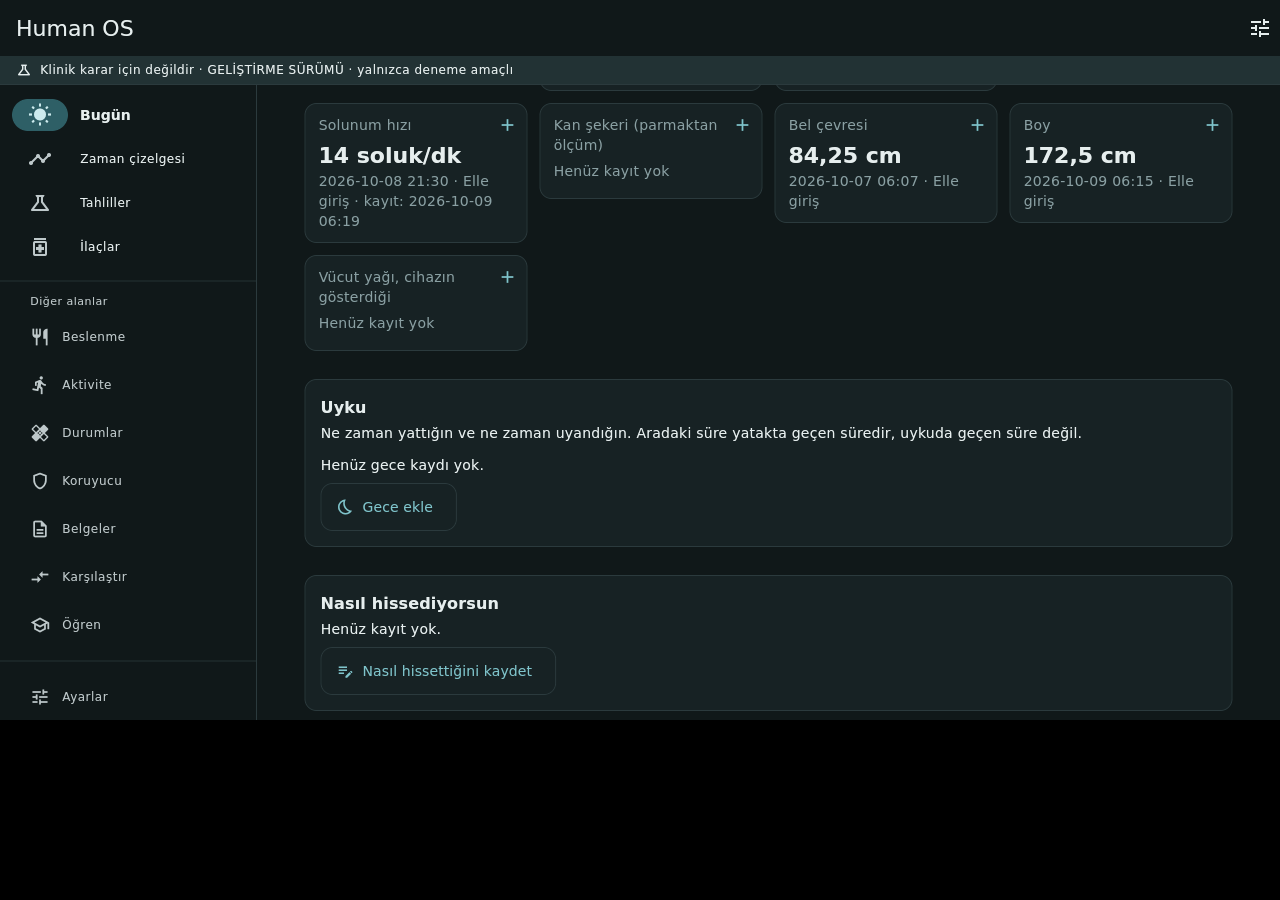 Human OS
Klinik karar için değildir · GELİŞTİRME SÜRÜMÜ · yalnızca deneme amaçlı
Bugün
Zaman çizelgesi
Tahliller
İlaçlar
Diğer alanlar
Beslenme
Aktivite
Durumlar
Koruyucu
Belgeler
Karşılaştır
Öğren
Ayarlar
Solunum hızı
14 soluk/dk
2026-10-08 21:30 · Elle
giriş · kayıt: 2026-10-09
06:19
Kan şekeri (parmaktan
ölçüm)
Henüz kayıt yok
Bel çevresi
84,25 cm
2026-10-07 06:07 · Elle
giriş
Boy
172,5 cm
2026-10-09 06:15 · Elle
giriş
Vücut yağı, cihazın
gösterdiği
Henüz kayıt yok
Uyku
Ne zaman yattığın ve ne zaman uyandığın. Aradaki süre yatakta geçen süredir, uykuda geçen süre değil.
Henüz gece kaydı yok.
Gece ekle
Nasıl hissediyorsun
Henüz kayıt yok.
Nasıl hissettiğini kaydet